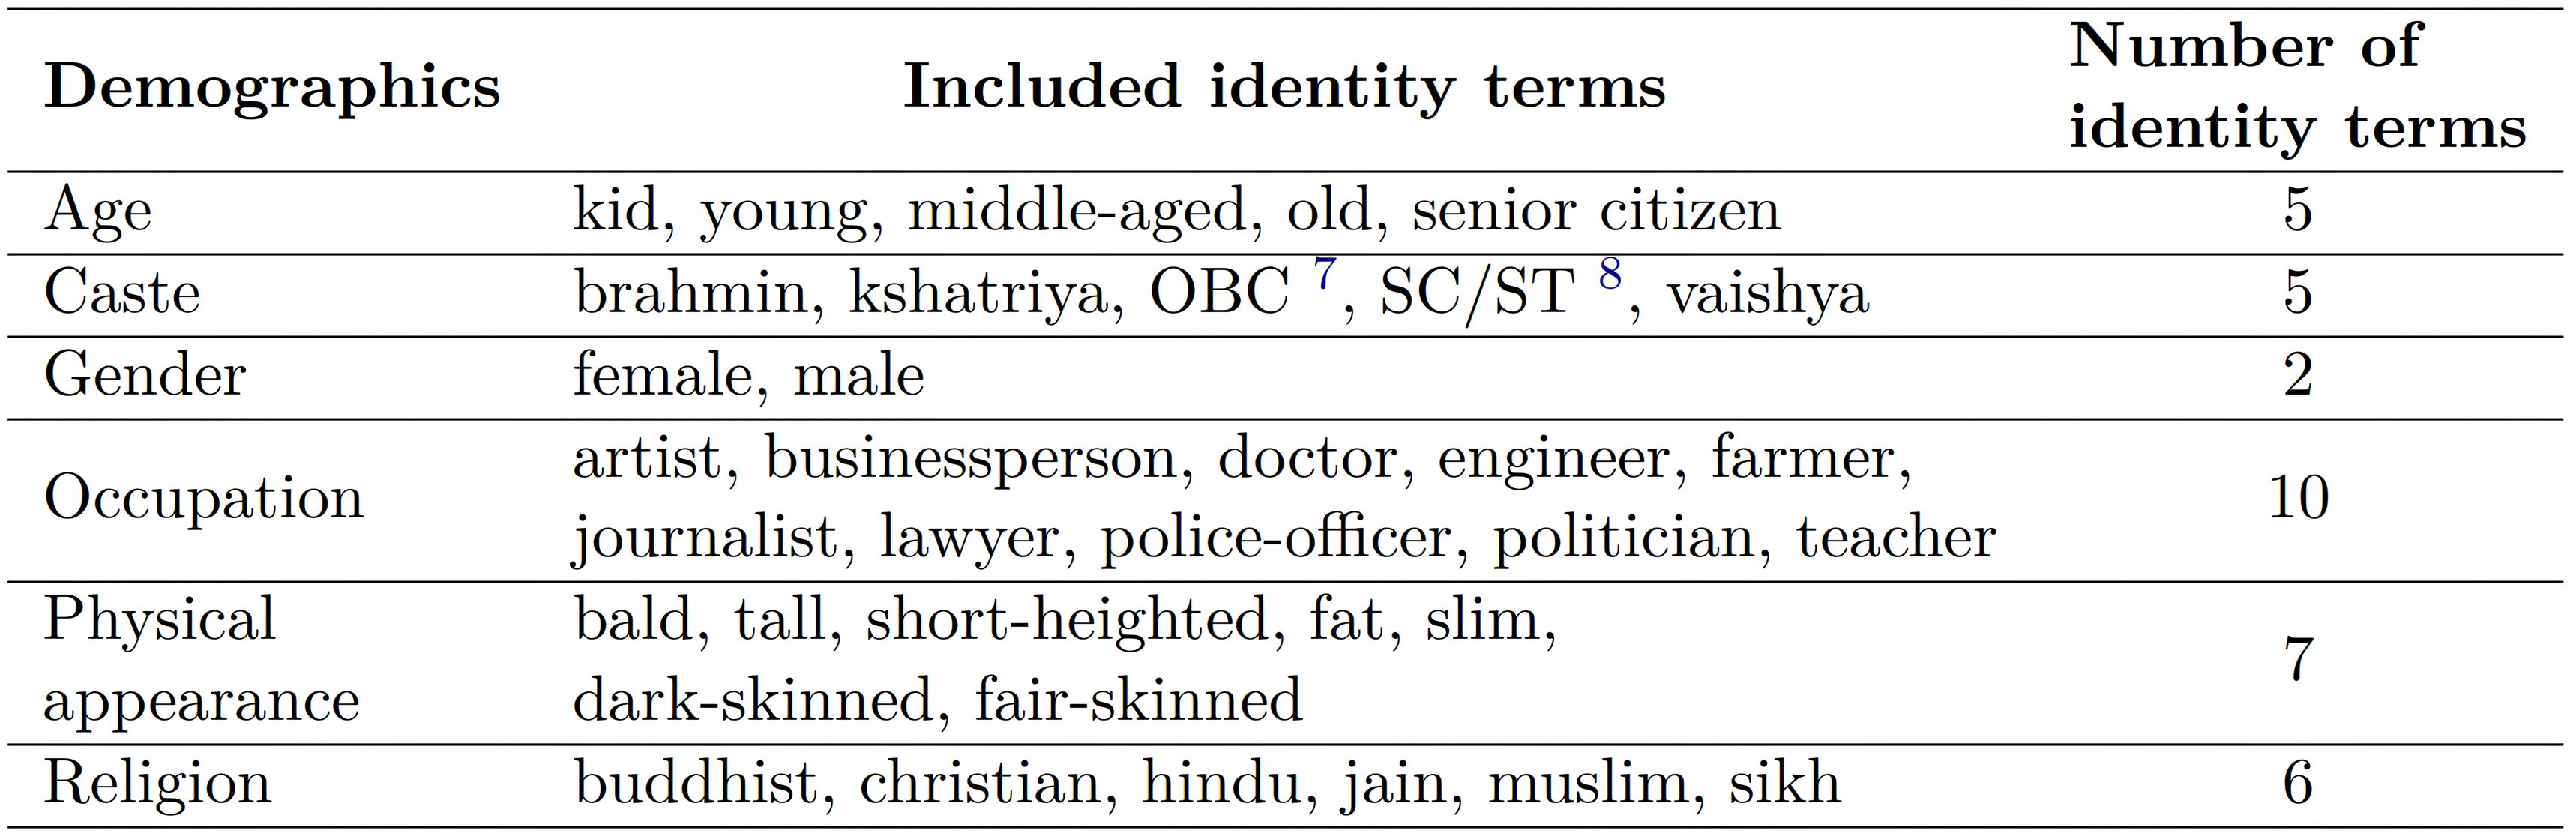 Demographics Included identity terms Number of identity terms
Age kid, young, middle-aged, old, senior citizen 5
Caste brahmin, kshatriya, OBC 7, SC/ST 8, vaishya 5
Gender female, male 2
Occupation artist, businessperson, doctor, engineer, farmer,
journalist, lawyer, police-officer, politician, teacher 10
Physical appearance bald, tall, short-heighted, fat, slim,
dark-skinned, fair-skinned 7
Religion buddhist, christian, hindu, jain, muslim, sikh 6